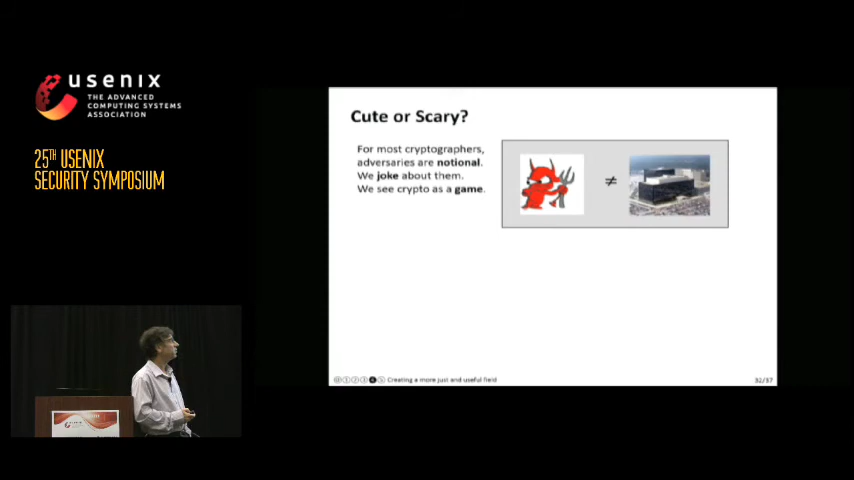 usenix
THE ADVANCED
COMPUTING SYSTEMS
ASSOCIATION
25TH USENIX
SECURITY SYMPOSIUM
Cute or Scary?
For most cryptographers,
adversaries are notional.
We joke about them.
We see crypto as a game.
≠
Creating a more just and useful field
32/37